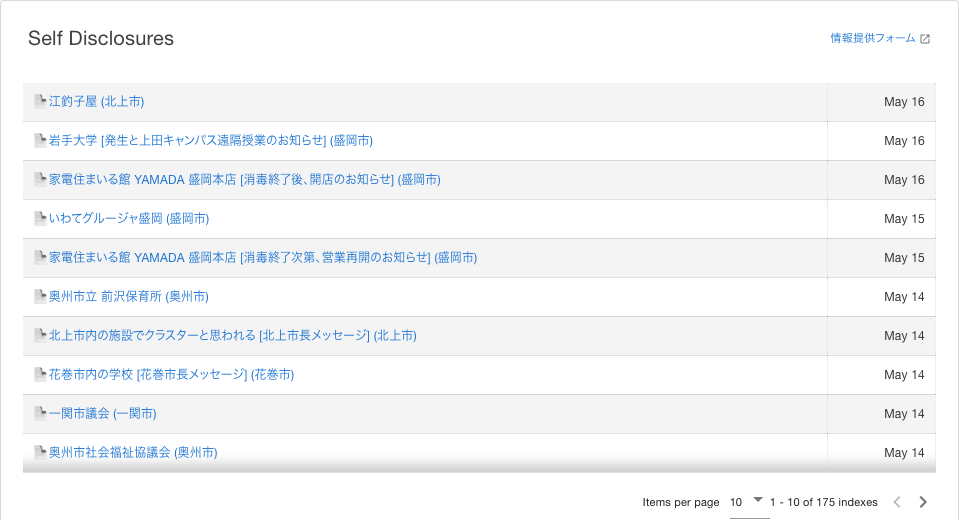 Self Disclosures
情報提供フォーム
江釣子屋 (北上市) May 16
岩手大学 [発生と上田キャンパス遠隔授業のお知らせ] (盛岡市) May 16
家電住まいる館 YAMADA 盛岡本店 [消毒終了後、開店のお知らせ] (盛岡市) May 16
いわてグルージャ盛岡 (盛岡市) May 15
家電住まいる館 YAMADA 盛岡本店 [消毒終了次第、営業再開のお知らせ] (盛岡市) May 15
奥州市立 前沢保育所 (奥州市) May 14
北上市内の施設でクラスターと思われる [北上市長メッセージ] (北上市) May 14
花巻市内の学校 [花巻市長メッセージ] (花巻市) May 14
一関市議会 (一関市) May 14
奥州市社会福祉協議会 (奥州市) May 14
Items per page 10 1 - 10 of 175 indexes